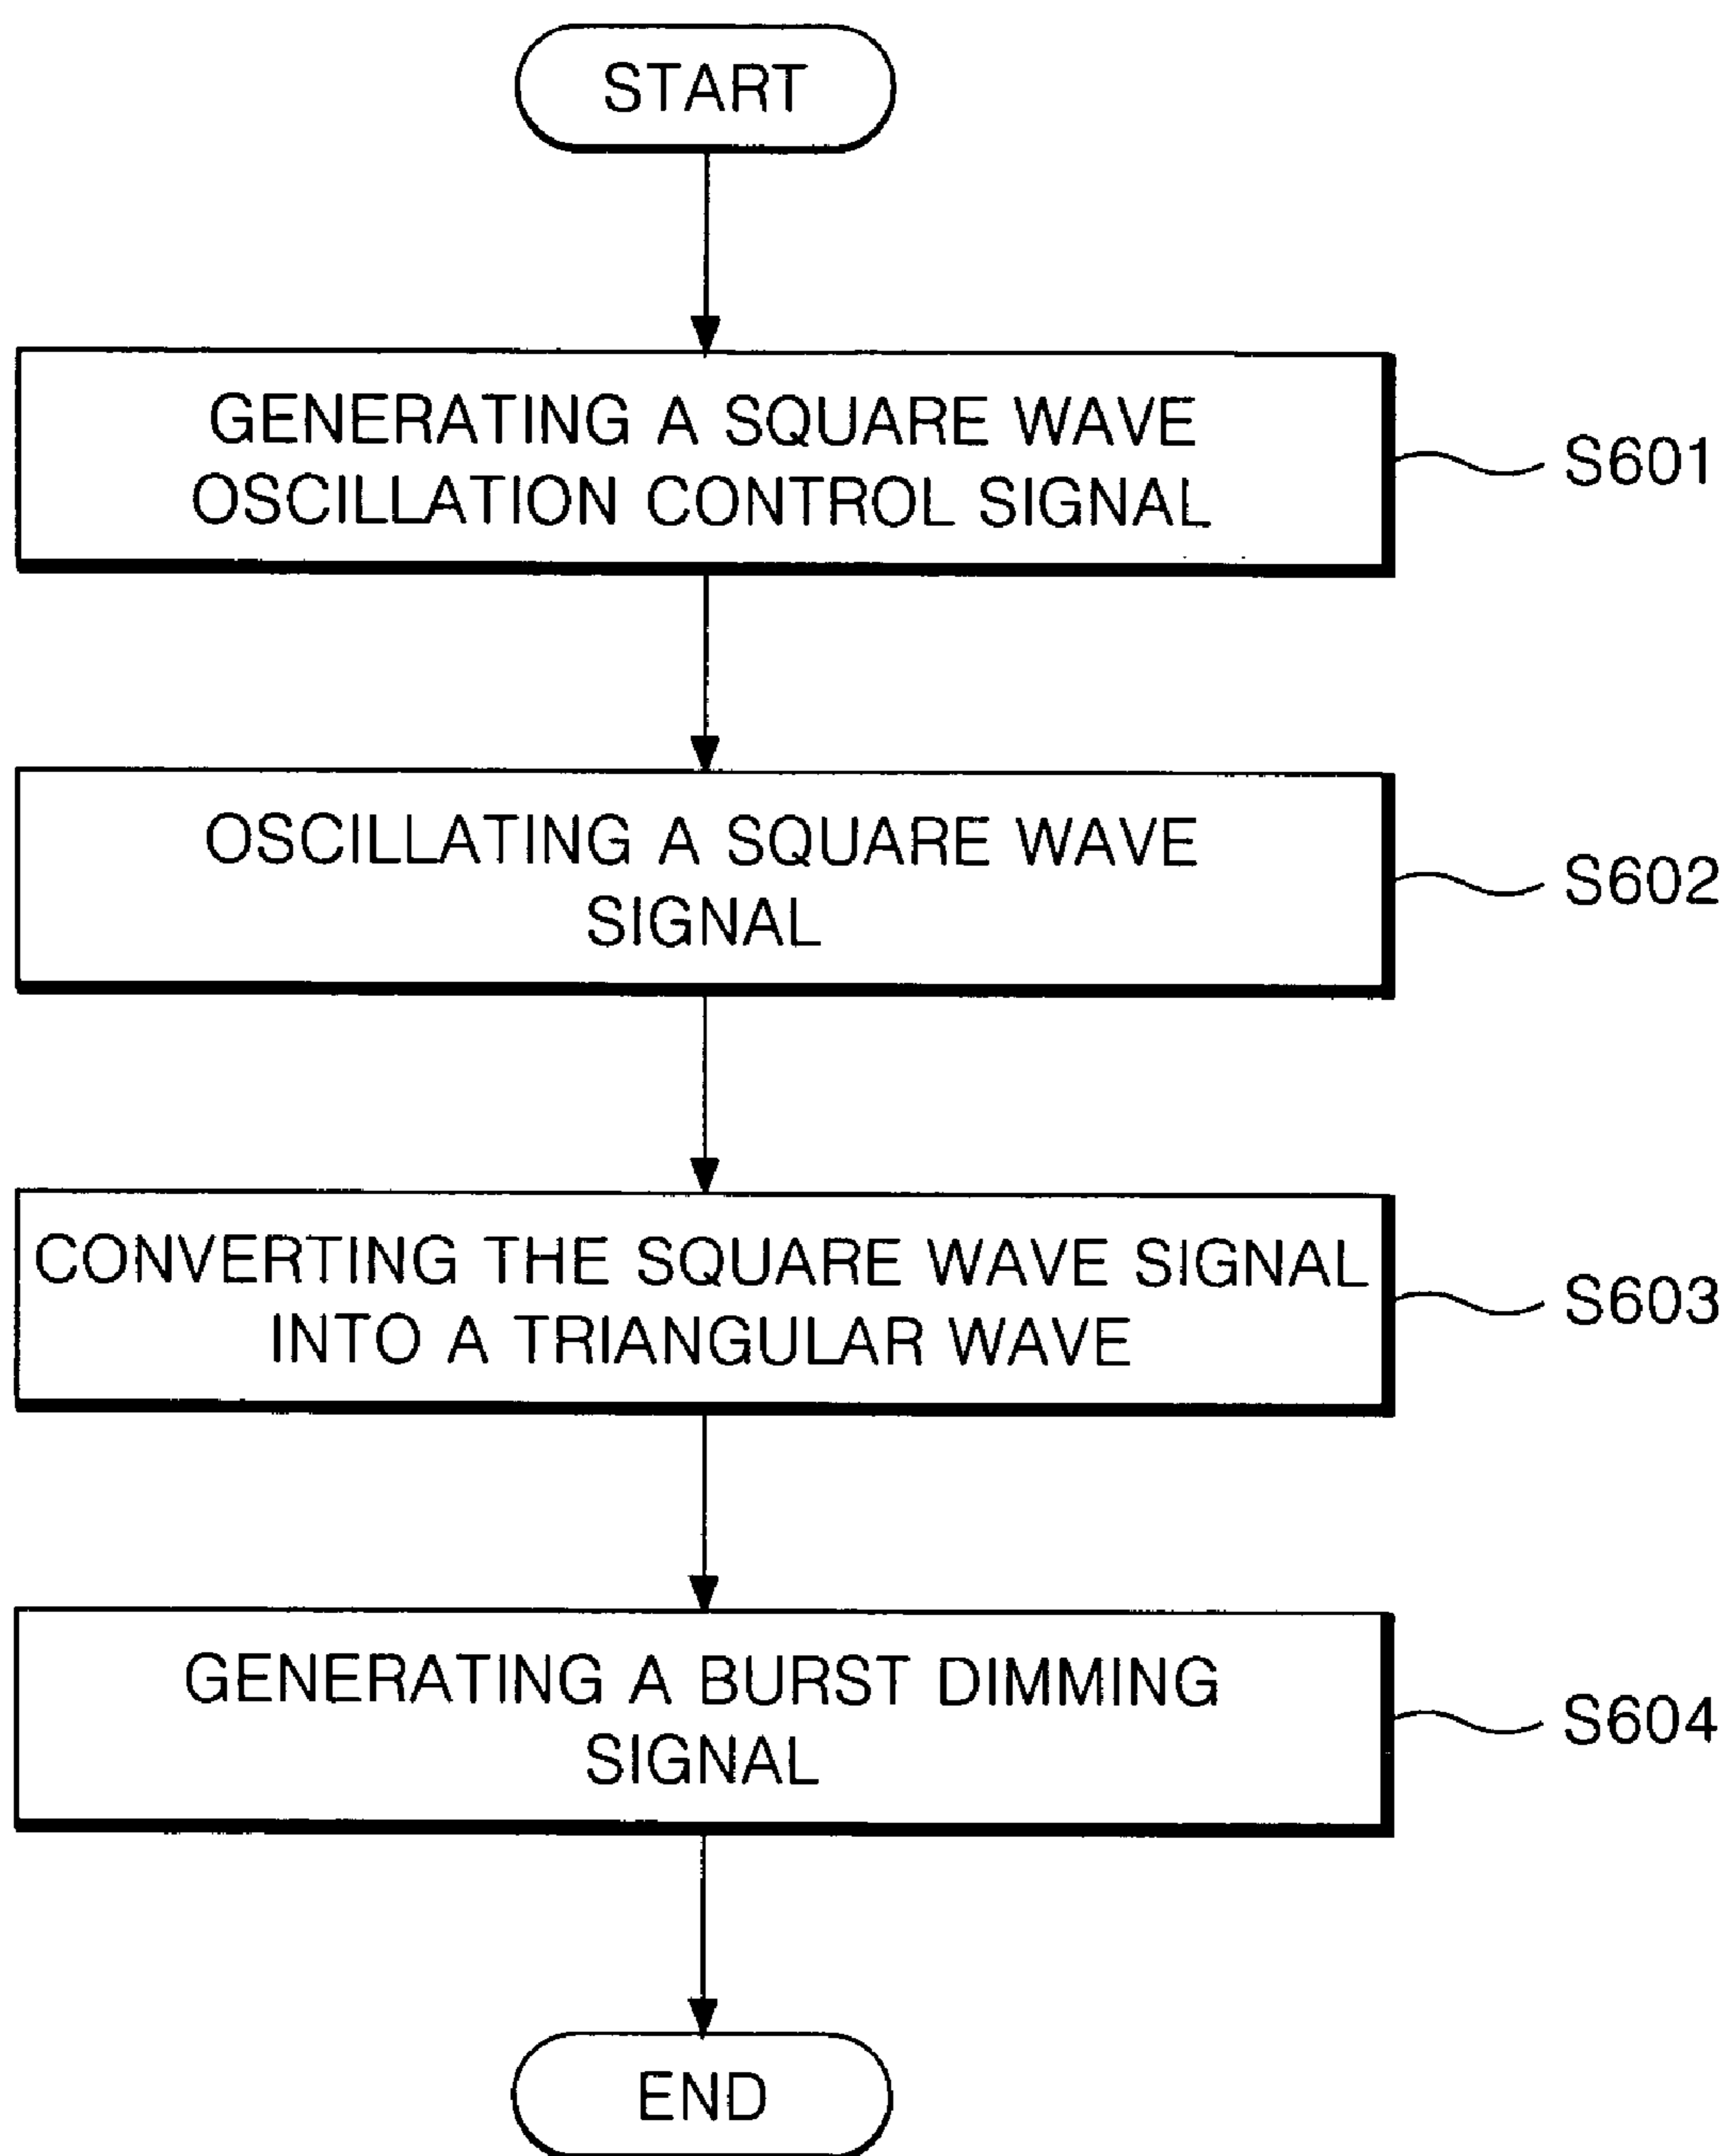 START
GENERATING A SQUARE WAVE
OSCILLATION CONTROL SIGNAL
S601
OSCILLATING A SQUARE WAVE
SIGNAL
S602
CONVERTING THE SQUARE WAVE SIGNAL
INTO A TRIANGULAR WAVE
S603
GENERATING A BURST DIMMING
SIGNAL
S604
END